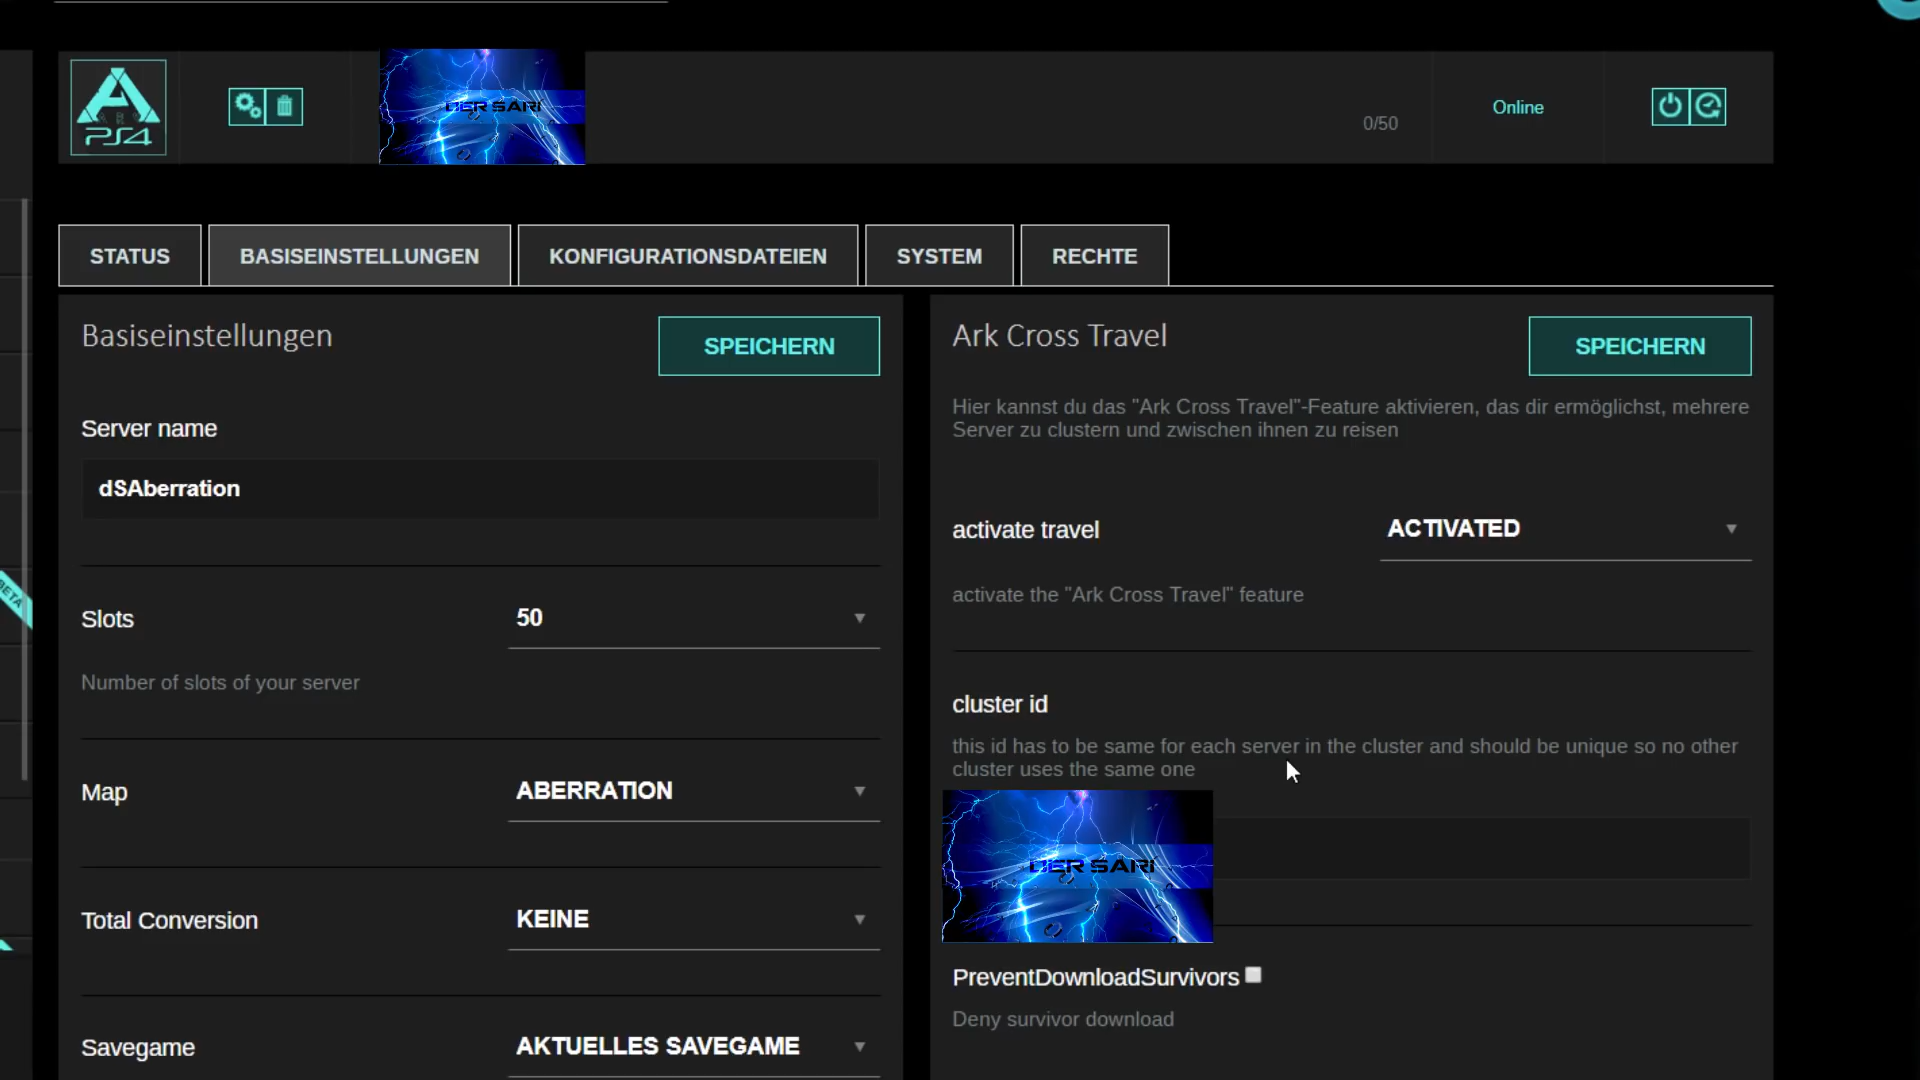 ARK
PS4
DER SARI
0/50
Online
STATUS
BASISEINSTELLUNGEN
KONFIGURATIONSDATEIEN
SYSTEM
RECHTE
Basiseinstellungen
SPEICHERN
Server name
dSAberration
Slots
50
Number of slots of your server
Map
ABERRATION
Total Conversion
KEINE
Savegame
AKTUELLES SAVEGAME
Ark Cross Travel
SPEICHERN
Hier kannst du das "Ark Cross Travel"-Feature aktivieren, das dir ermöglichst, mehrere
Server zu clustern und zwischen ihnen zu reisen
activate travel
ACTIVATED
activate the "Ark Cross Travel" feature
cluster id
this id has to be same for each server in the cluster and should be unique so no other
cluster uses the same one
DER SARI
PreventDownloadSurvivors
Deny survivor download
BETA